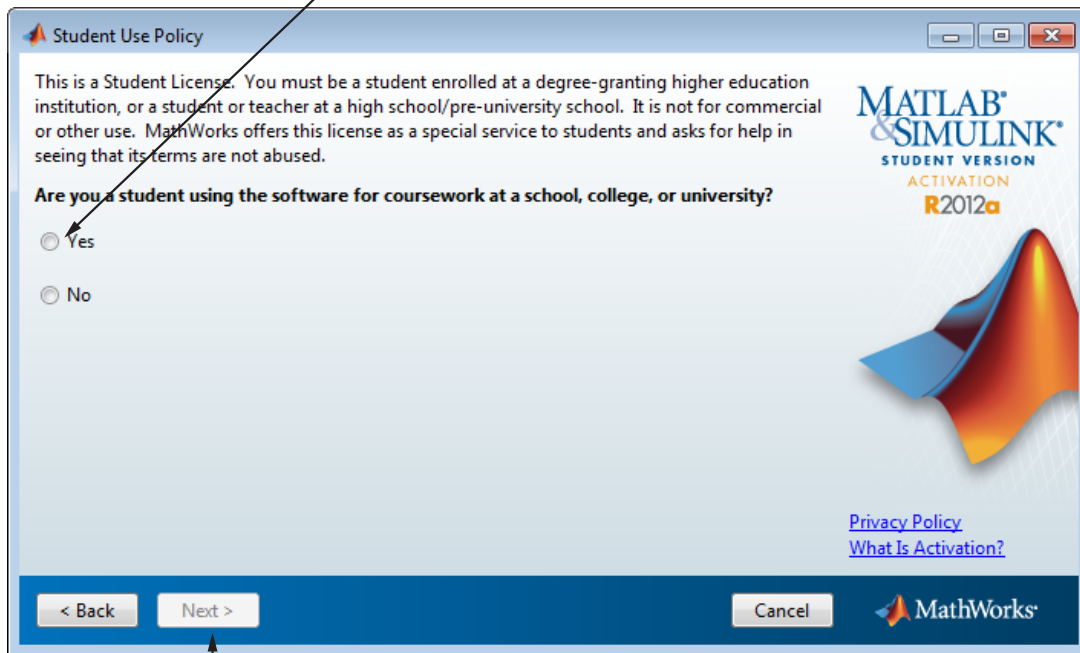 Student Use Policy
This is a Student License. You must be a student enrolled at a degree-granting higher education
institution, or a student or teacher at a high school/pre-university school. It is not for commercial
or other use. MathWorks offers this license as a special service to students and asks for help in
seeing that its terms are not abused.
Are you a student using the software for coursework at a school, college, or university?
Yes
No
MATLAB®
&SIMULINK®
STUDENT VERSION
ACTIVATION
R2012a
Privacy Policy
What Is Activation?
< Back
Next >
Cancel
MathWorks®